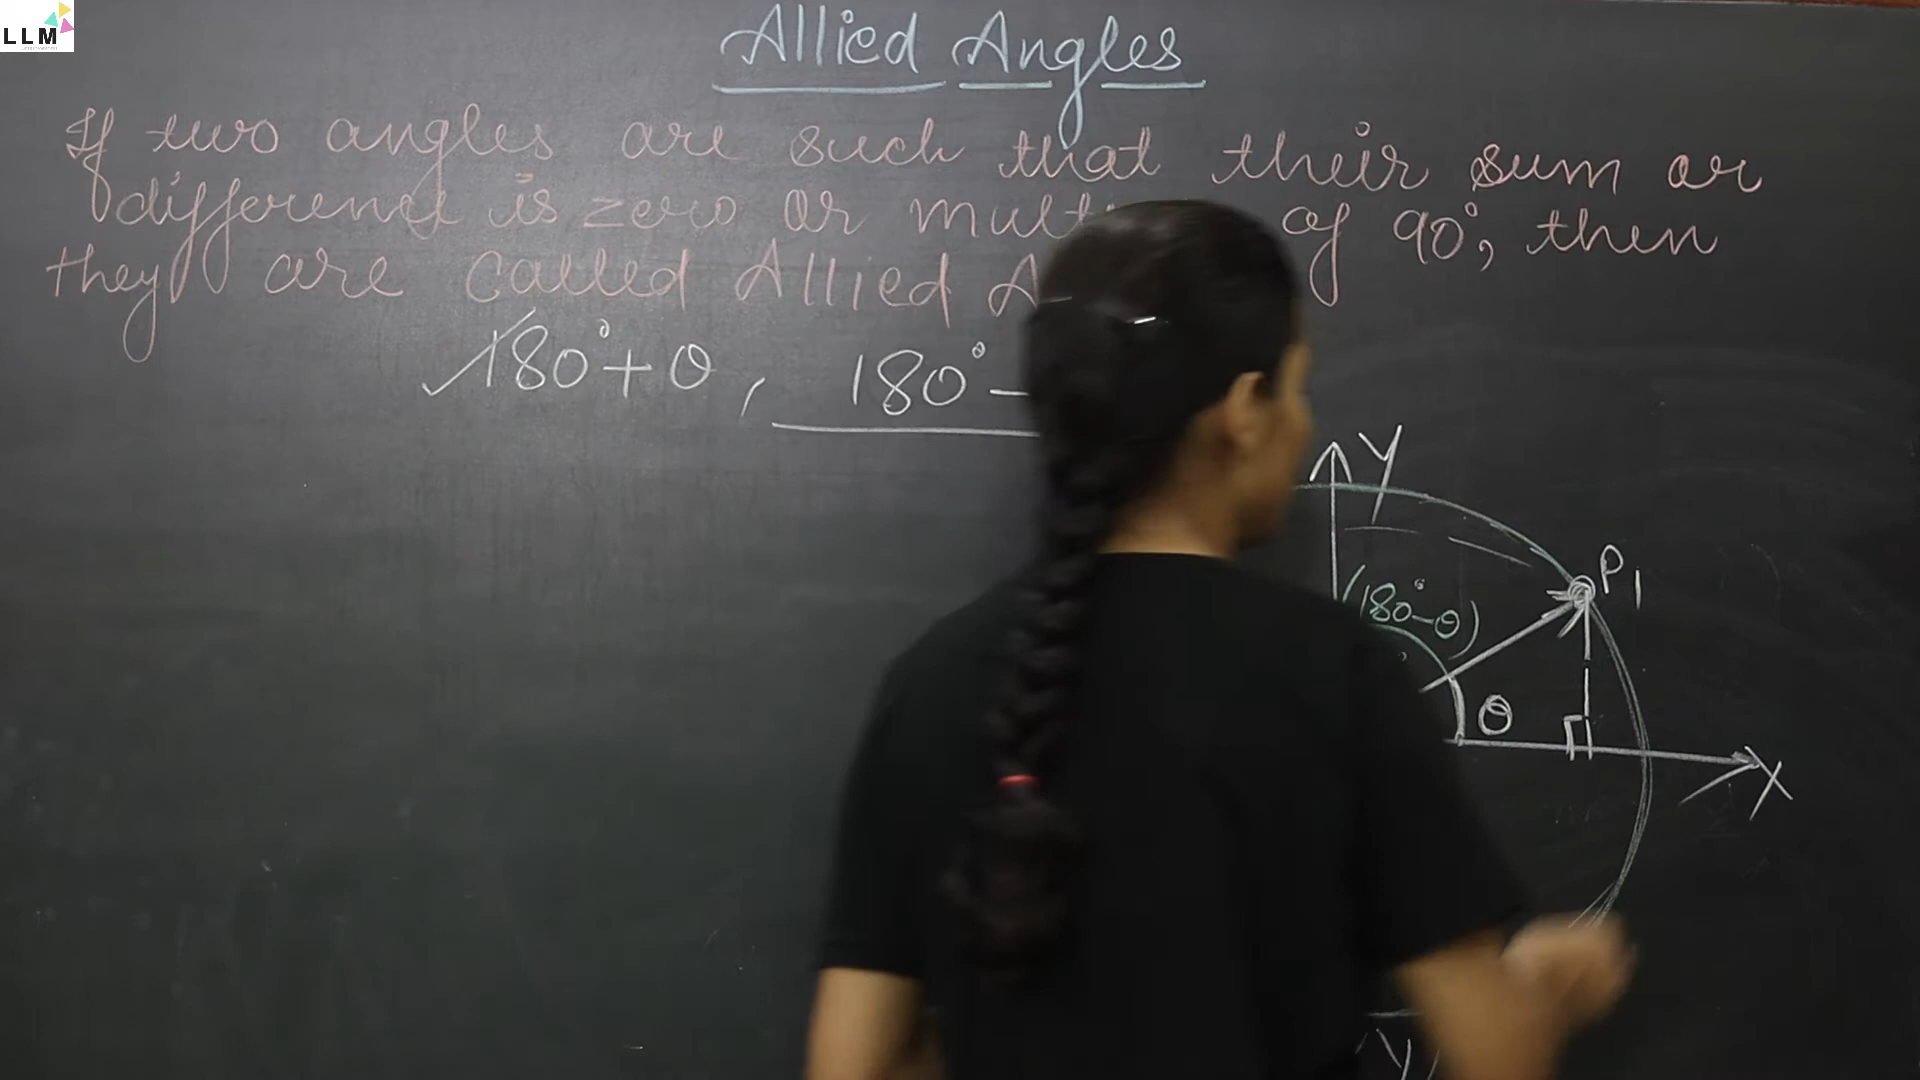 LLM
Allied Angles
If two angles are such that their sum or
difference is zero or of 90°, then
they are called Allied
180°+θ, 180°-
Y
P1
(180°-θ)
θ
X
Y